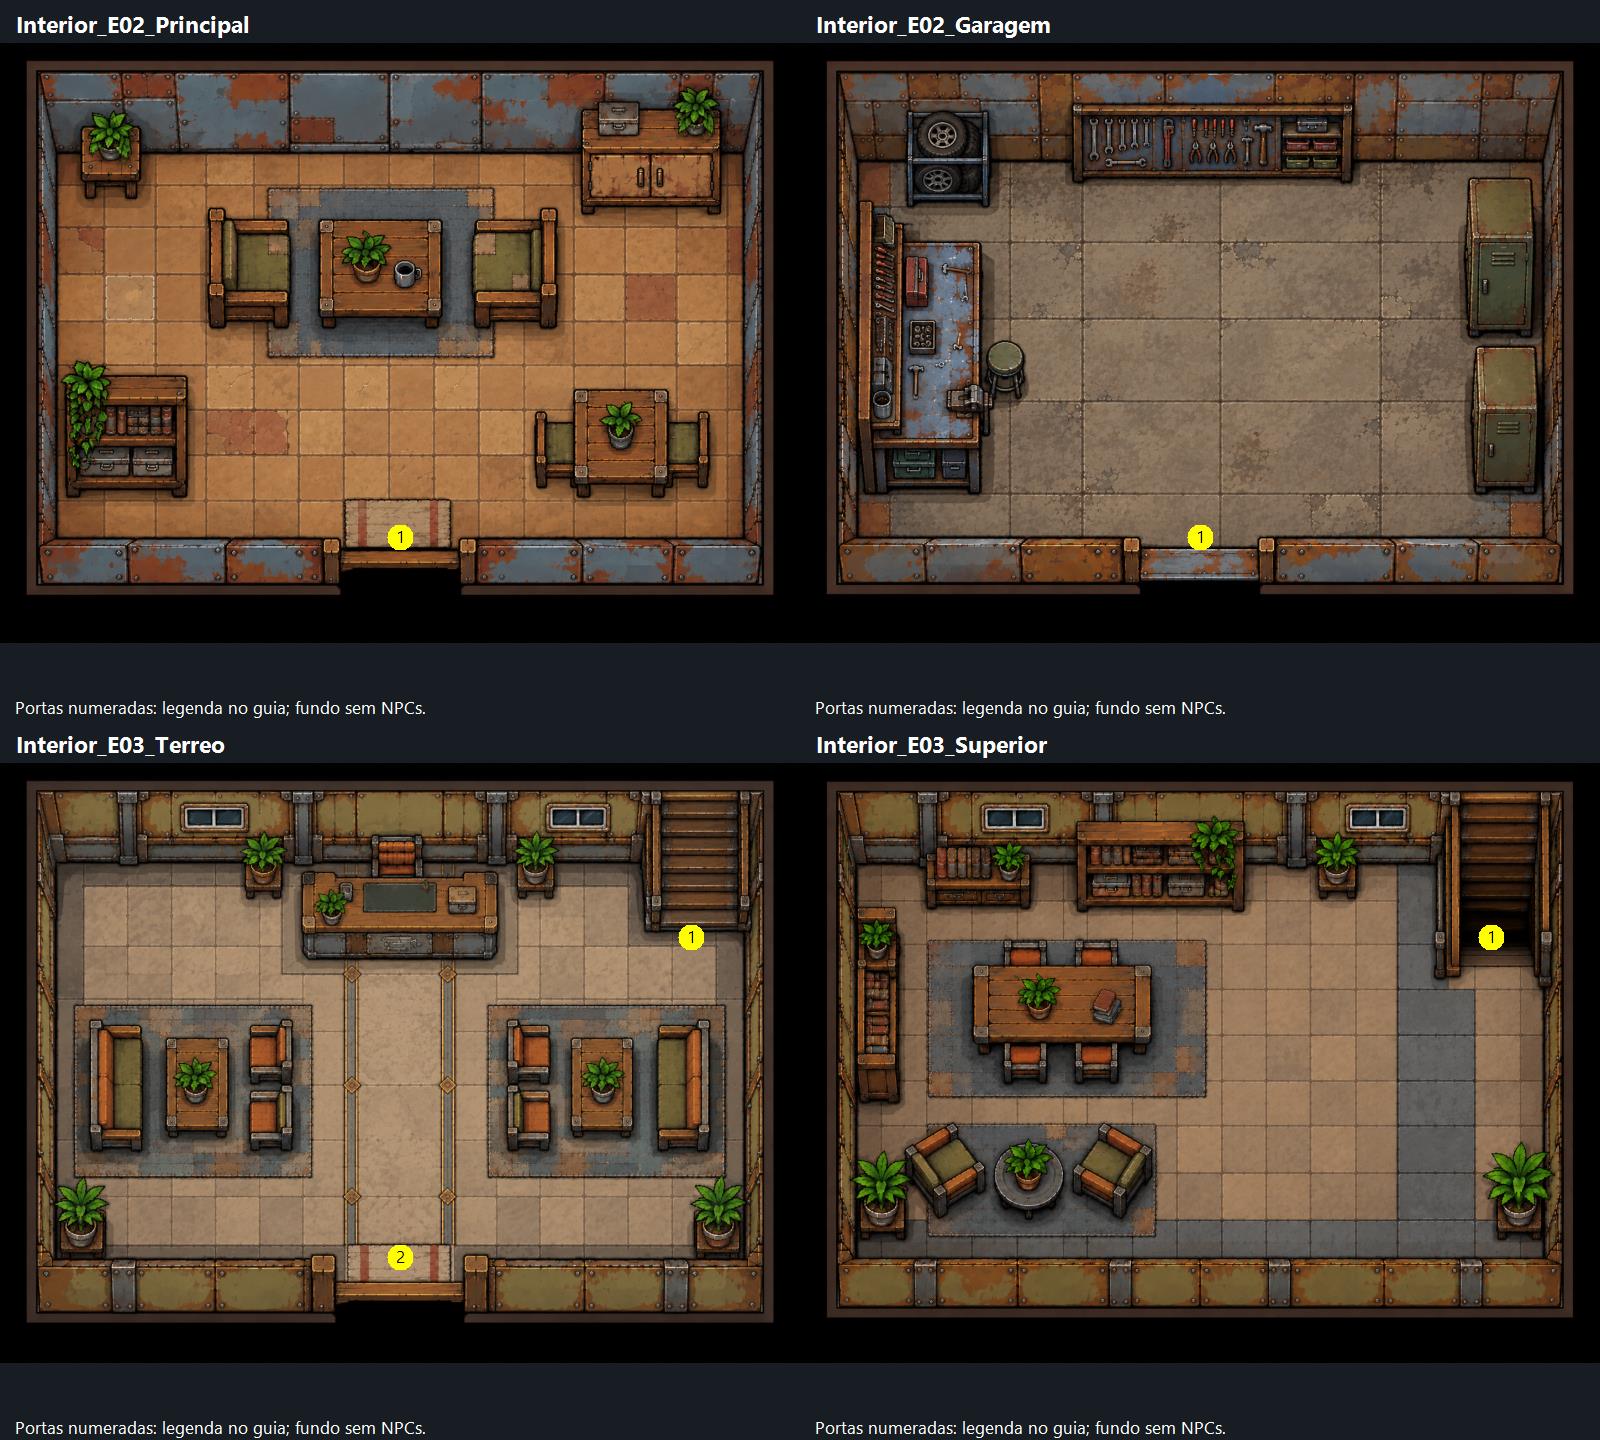 Interior_E02_Principal
Interior_E02_Garagem
1
1
Portas numeradas: legenda no guia; fundo sem NPCs.
Portas numeradas: legenda no guia; fundo sem NPCs.
Interior_E03_Terreo
Interior_E03_Superior
1
1
2
Portas numeradas: legenda no guia; fundo sem NPCs.
Portas numeradas: legenda no guia; fundo sem NPCs.